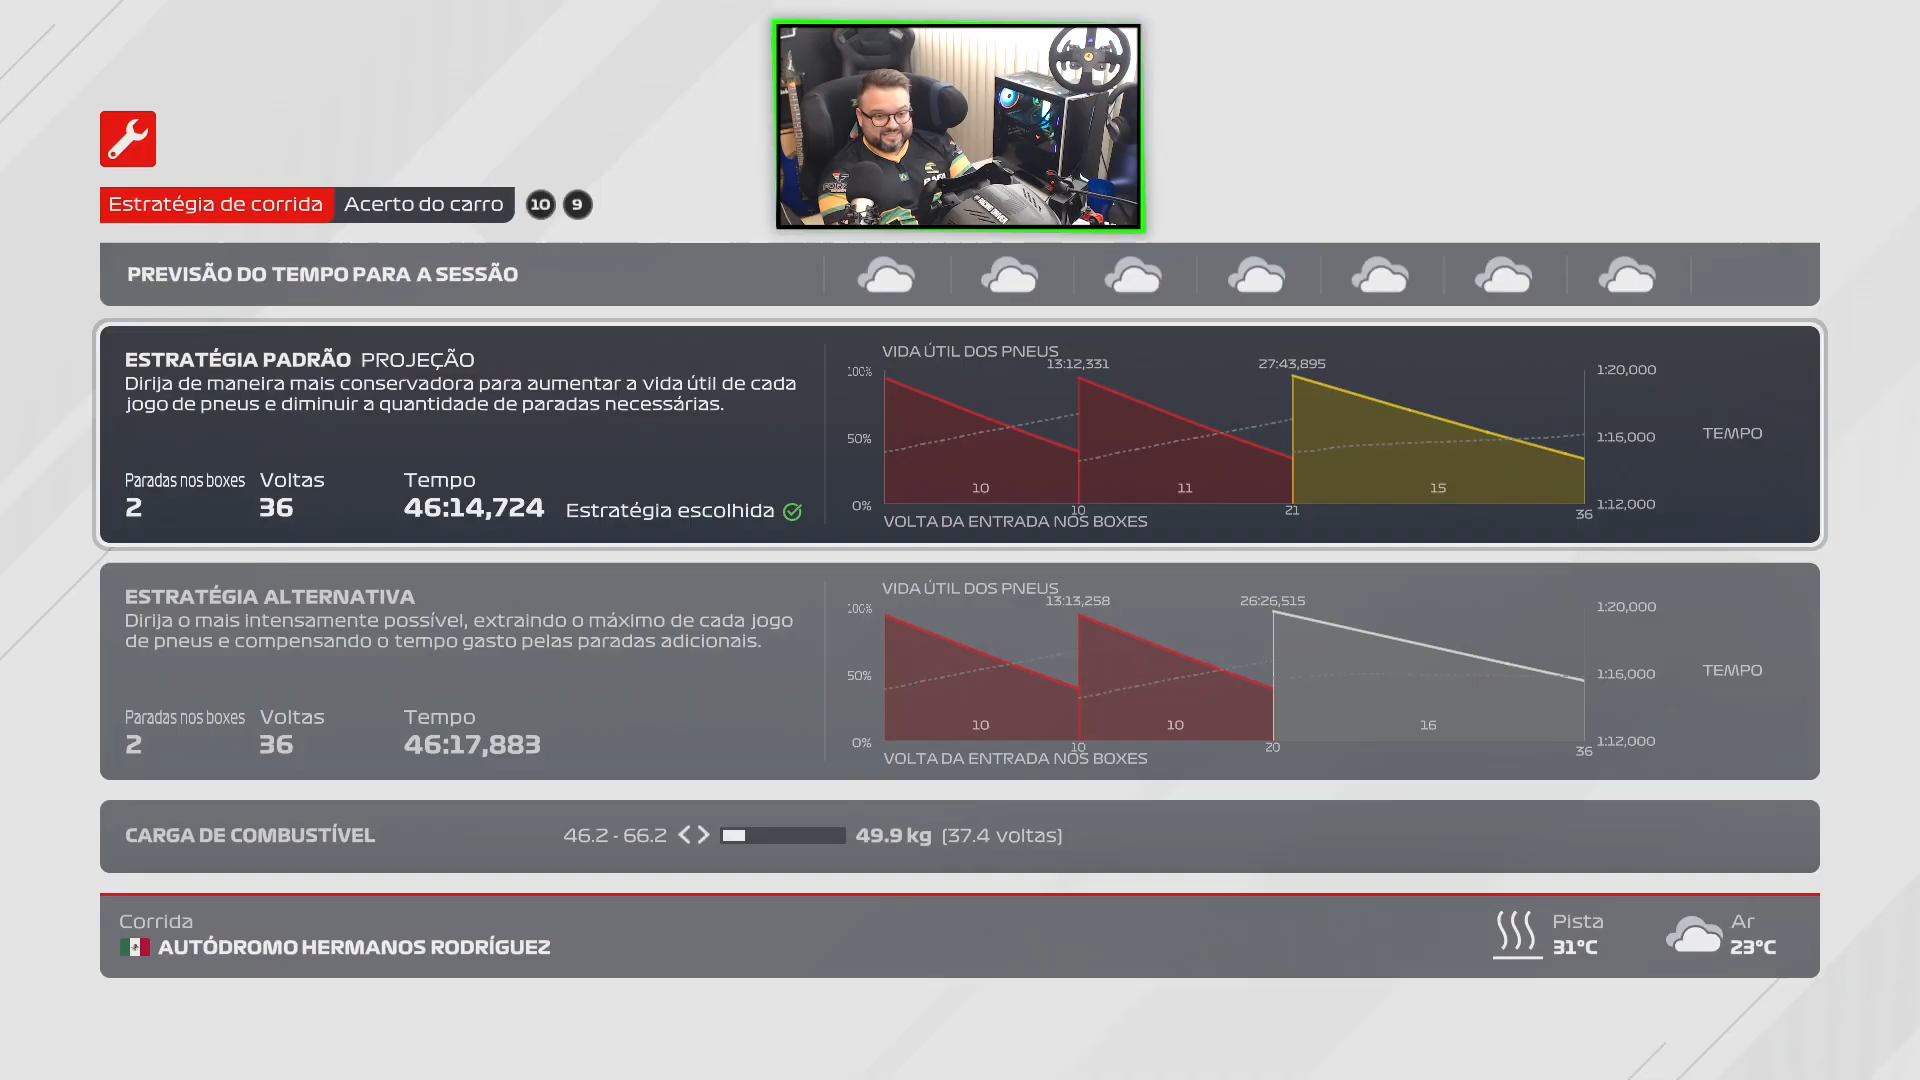 Estratégia de corrida Acerto do carro 10 9
PREVISÃO DO TEMPO PARA A SESSÃO
ESTRATÉGIA PADRÃO PROJEÇÃO
Dirija de maneira mais conservadora para aumentar a vida útil de cada
jogo de pneus e diminuir a quantidade de paradas necessárias.
Paradas nos boxes Voltas Tempo
2 36 46:14,724 Estratégia escolhida
VIDA ÚTIL DOS PNEUS
13:12,331 27:43,895
100% 1:20,000
50% 1:16,000 TEMPO
10 11 15
0% 10 21 36 1:12,000
VOLTA DA ENTRADA NOS BOXES
ESTRATÉGIA ALTERNATIVA
Dirija o mais intensamente possível, extraindo o máximo de cada jogo
de pneus e compensando o tempo gasto pelas paradas adicionais.
Paradas nos boxes Voltas Tempo
2 36 46:17,883
VIDA ÚTIL DOS PNEUS
13:13,258 26:26,515
100% 1:20,000
50% 1:16,000 TEMPO
10 10 16
0% 10 20 36 1:12,000
VOLTA DA ENTRADA NOS BOXES
CARGA DE COMBUSTÍVEL 46.2 - 66.2 49.9 kg (37.4 voltas)
Corrida
AUTÓDROMO HERMANOS RODRÍGUEZ
Pista
31°C
Ar
23°C